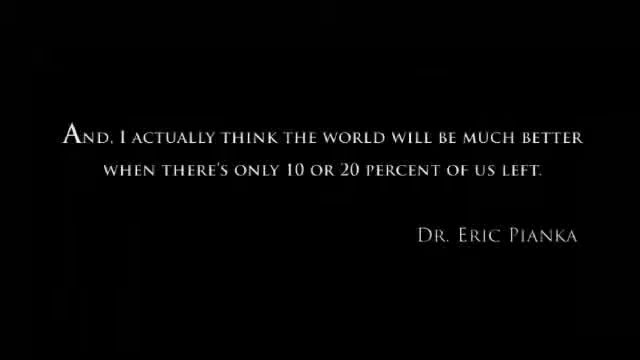 And, I actually think the world will be much better
when there's only 10 or 20 percent of us left.
Dr. Eric Pianka